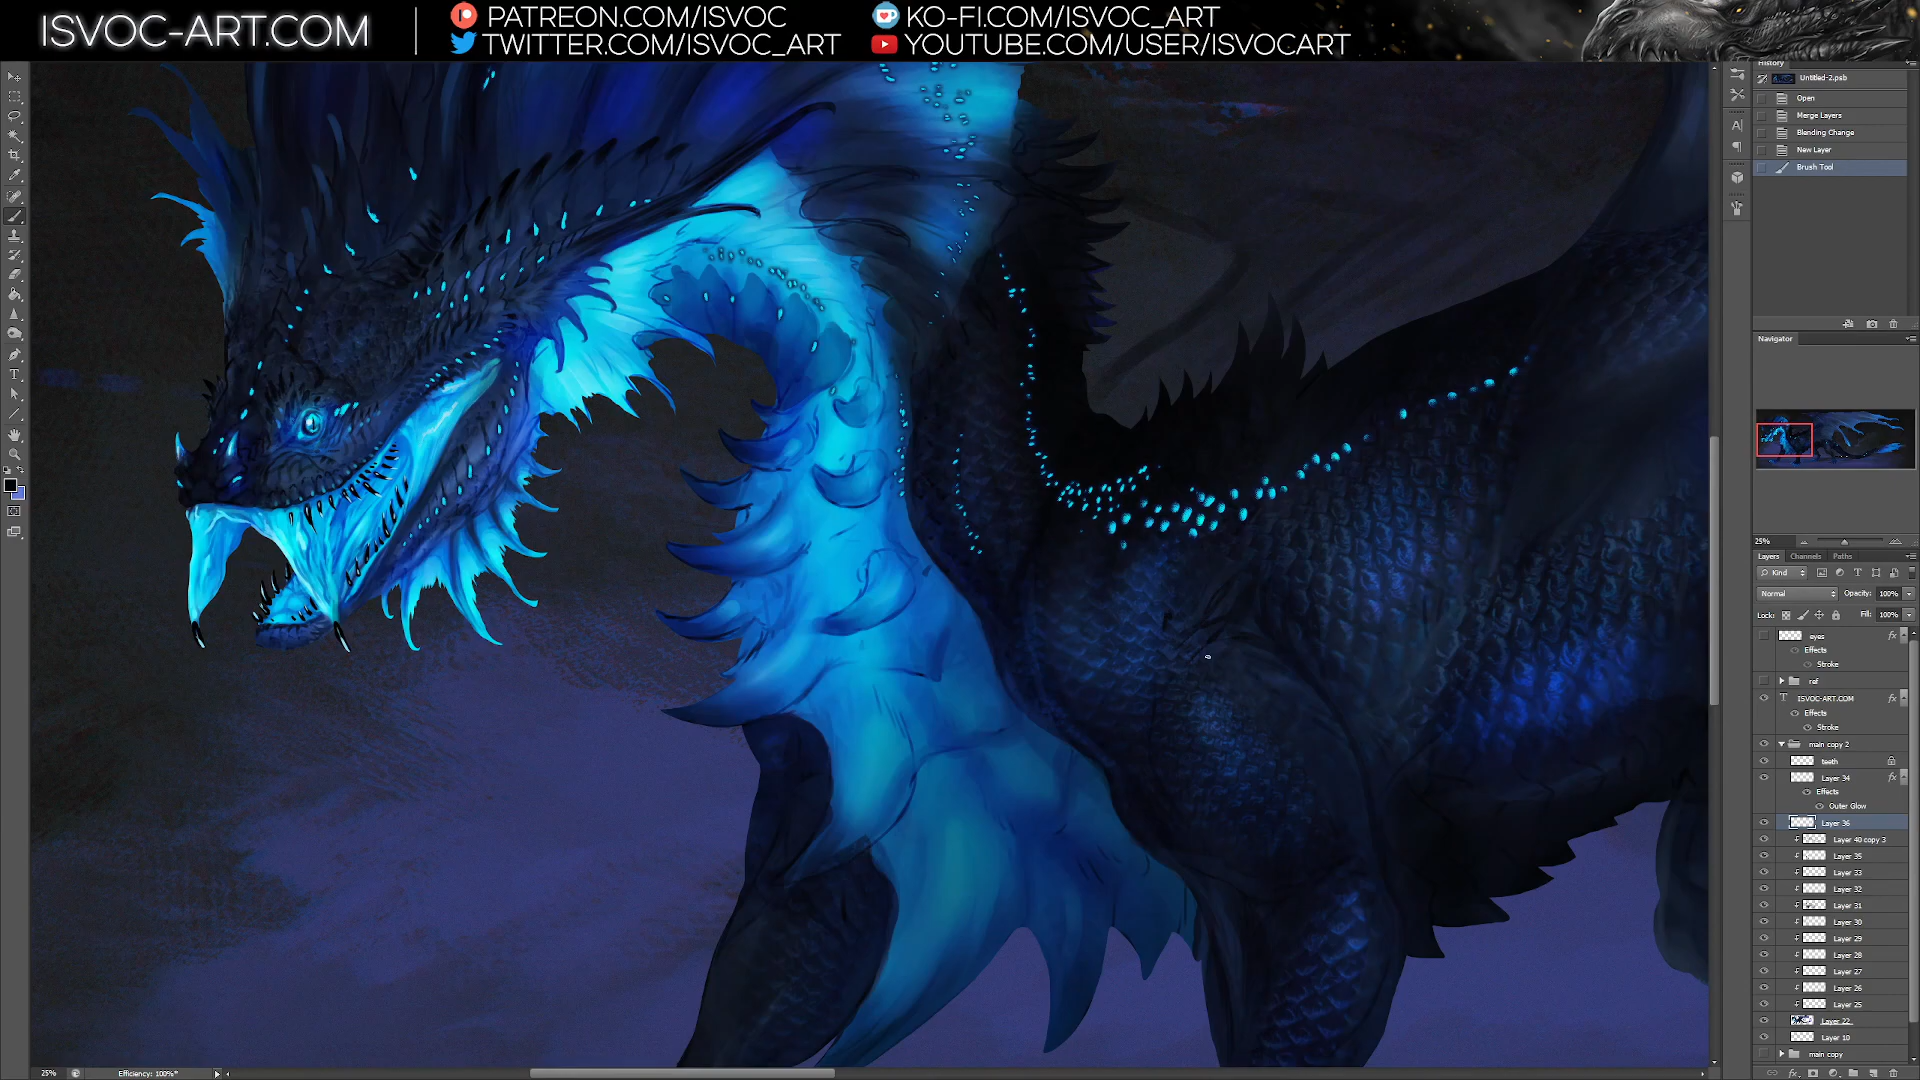 ISVOC-ART.COM
PATREON.COM/ISVOC
KO-FI.COM/ISVOC_ART
TWITTER.COM/ISVOC_ART
YOUTUBE.COM/USER/ISVOCART
History
Untitled-2.psb
Open
Merge Layers
Blending Change
New Layer
Brush Tool
Navigator
25%
Layers Channels Paths
Kind
Normal Opacity: 100%
Lock: Fill: 100%
eyes fx
Effects
Stroke
ref
T ISVOC-ART.COM fx
Effects
Stroke
main copy 2
teeth
Layer 34 fx
Effects
Outer Glow
Layer 36
Layer 40 copy 3
Layer 35
Layer 33
Layer 32
Layer 31
Layer 30
Layer 29
Layer 28
Layer 27
Layer 26
Layer 25
Layer 22
Layer 10
main copy
25% Efficiency: 100%*